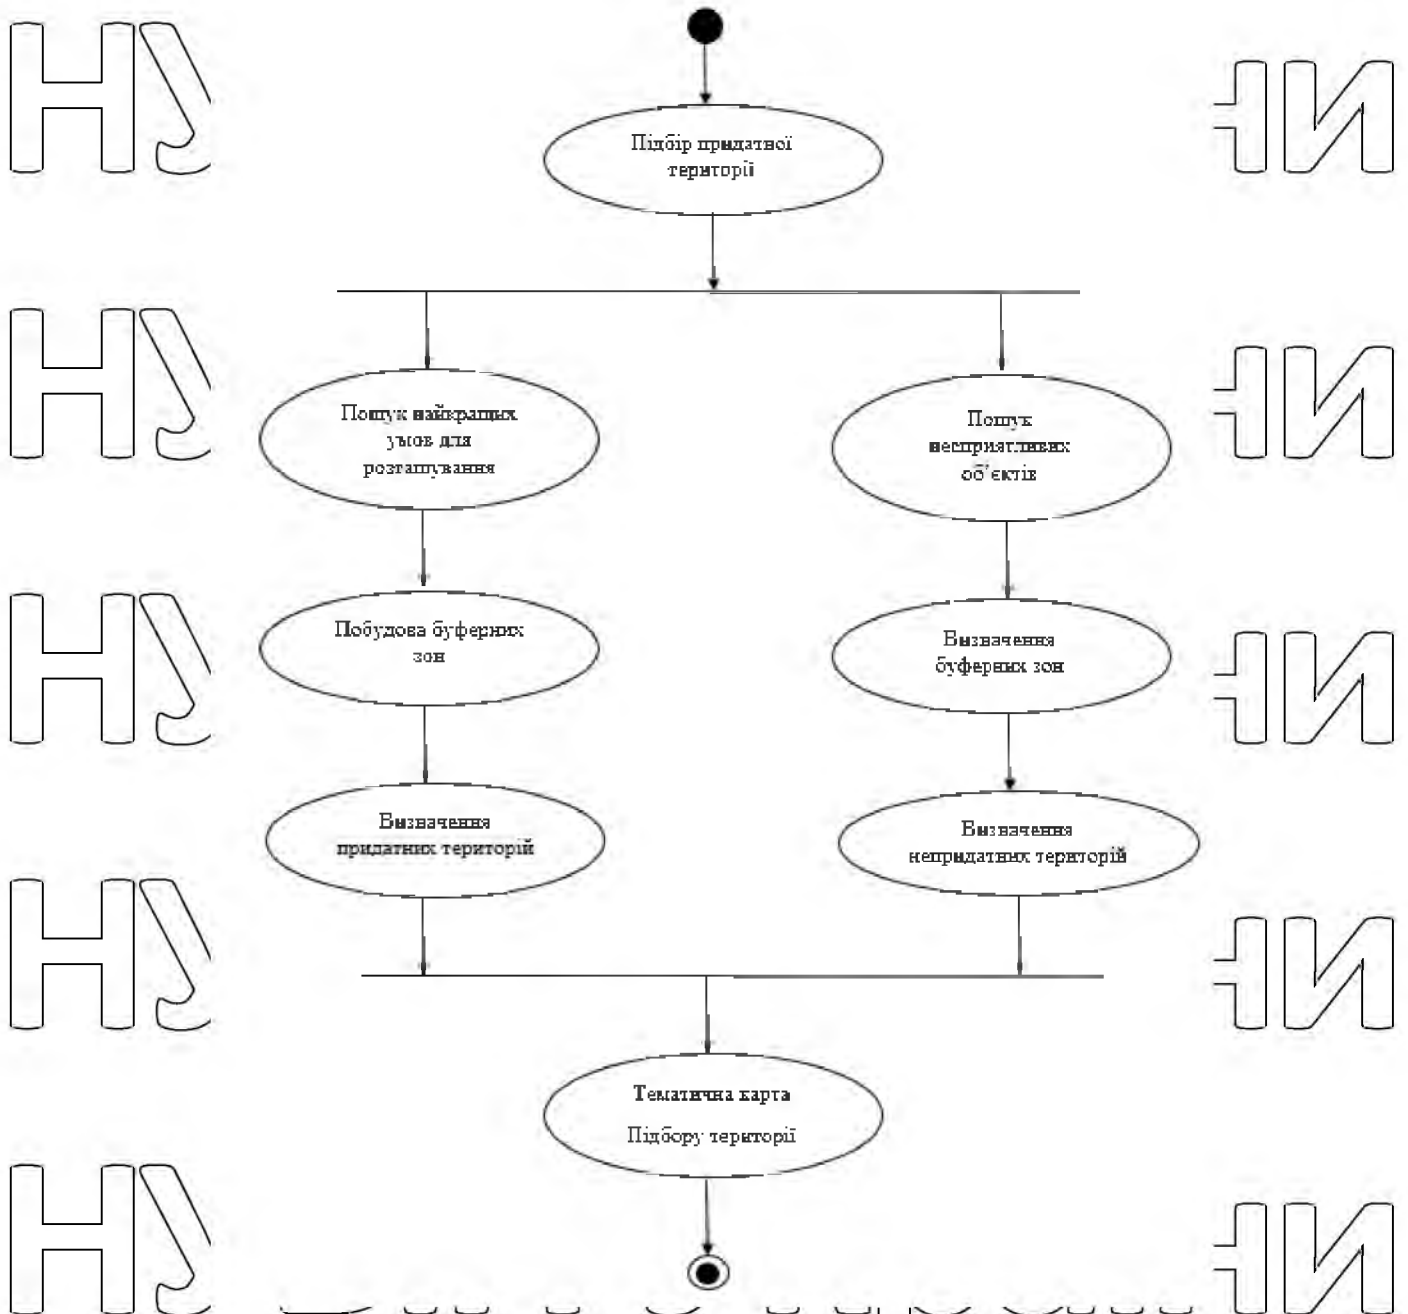 Підбір придатної
території
Пошук найкращих
умов для
розташування
Пошук
несприятливих
об'єктів
Побудова буферних
зон
Визначення
буферних зон
Визначення
придатних територій
Визначення
непридатних територій
Тематична карта
Підбору території